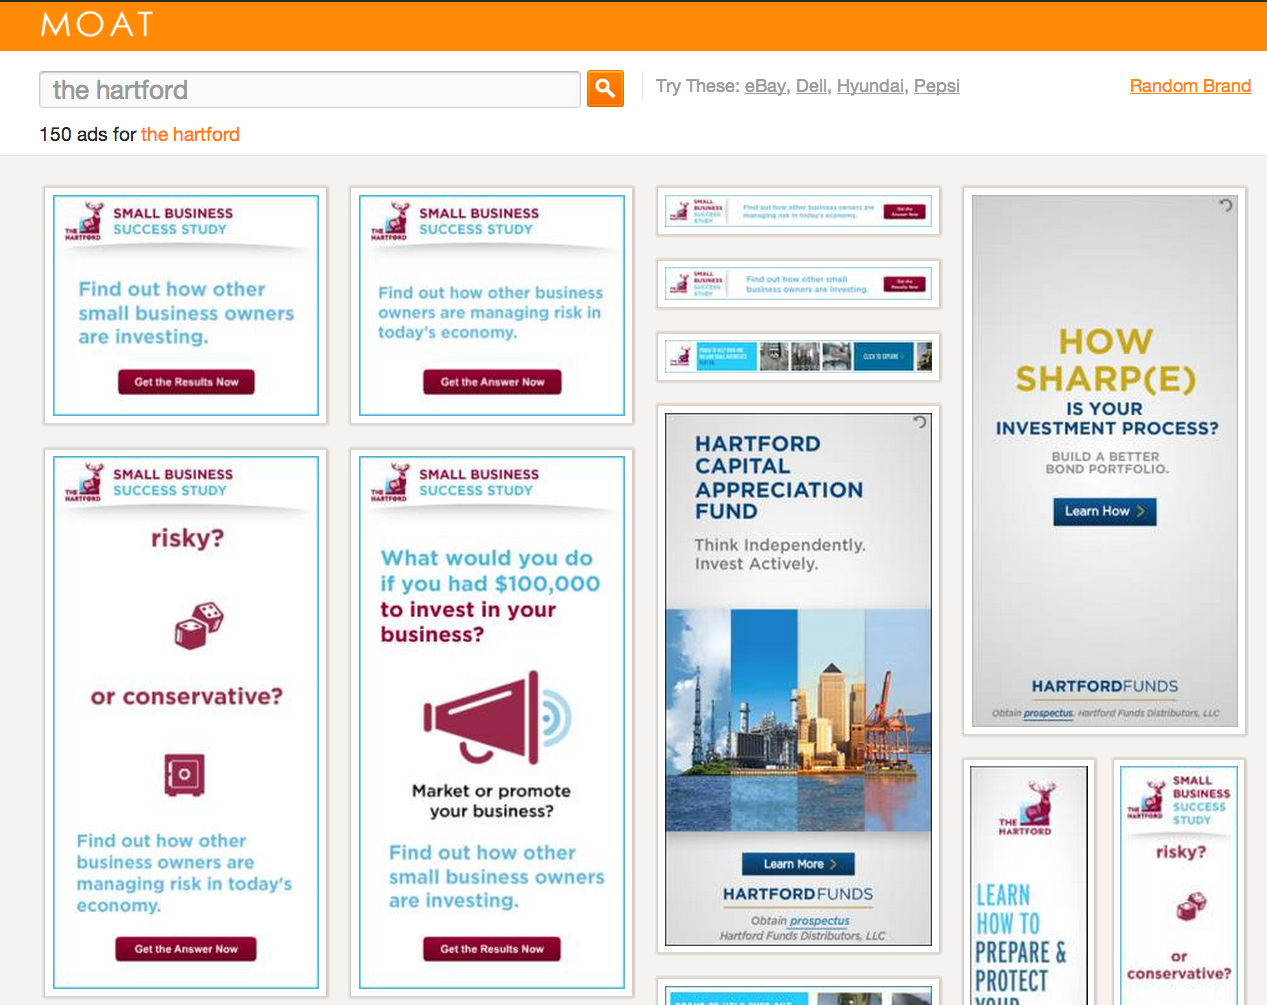 MOAT
the hartford
Try These: eBay, Dell, Hyundai, Pepsi
Random Brand
150 ads for the hartford
THE HARTFORD
SMALL BUSINESS
SUCCESS STUDY
Find out how other
small business owners
are investing.
Get the Results Now
THE HARTFORD
SMALL BUSINESS
SUCCESS STUDY
Find out how other business
owners are managing risk in
today's economy.
Get the Answer Now
SMALL
BUSINESS
SUCCESS
STUDY
Find out how other business owners are
managing risk in today's economy.
Get the
Answer Now
SMALL
BUSINESS
SUCCESS
STUDY
Find out how other small
business owners are investing.
Get the
Results Now
CLICK TO EXPLORE
HOW
SHARP(E)
IS YOUR
INVESTMENT PROCESS?
BUILD A BETTER
BOND PORTFOLIO.
Learn How >
HARTFORDFUNDS
Obtain prospectus. Hartford Funds Distributors, LLC
THE HARTFORD
SMALL BUSINESS
SUCCESS STUDY
risky?
or conservative?
Find out how other
business owners are
managing risk in today's
economy.
Get the Answer Now
THE HARTFORD
SMALL BUSINESS
SUCCESS STUDY
What would you do
if you had $100,000
to invest in your
business?
Market or promote
your business?
Find out how other
small business owners
are investing.
Get the Results Now
HARTFORD
CAPITAL
APPRECIATION
FUND
Think Independently.
Invest Actively.
Learn More >
HARTFORDFUNDS
Obtain prospectus
Hartford Funds Distributors, LLC
THE
HARTFORD
LEARN
HOW TO
PREPARE &
PROTECT
YOUR
THE
HARTFORD
SMALL
BUSINESS
SUCCESS
STUDY
risky?
or
conservative?